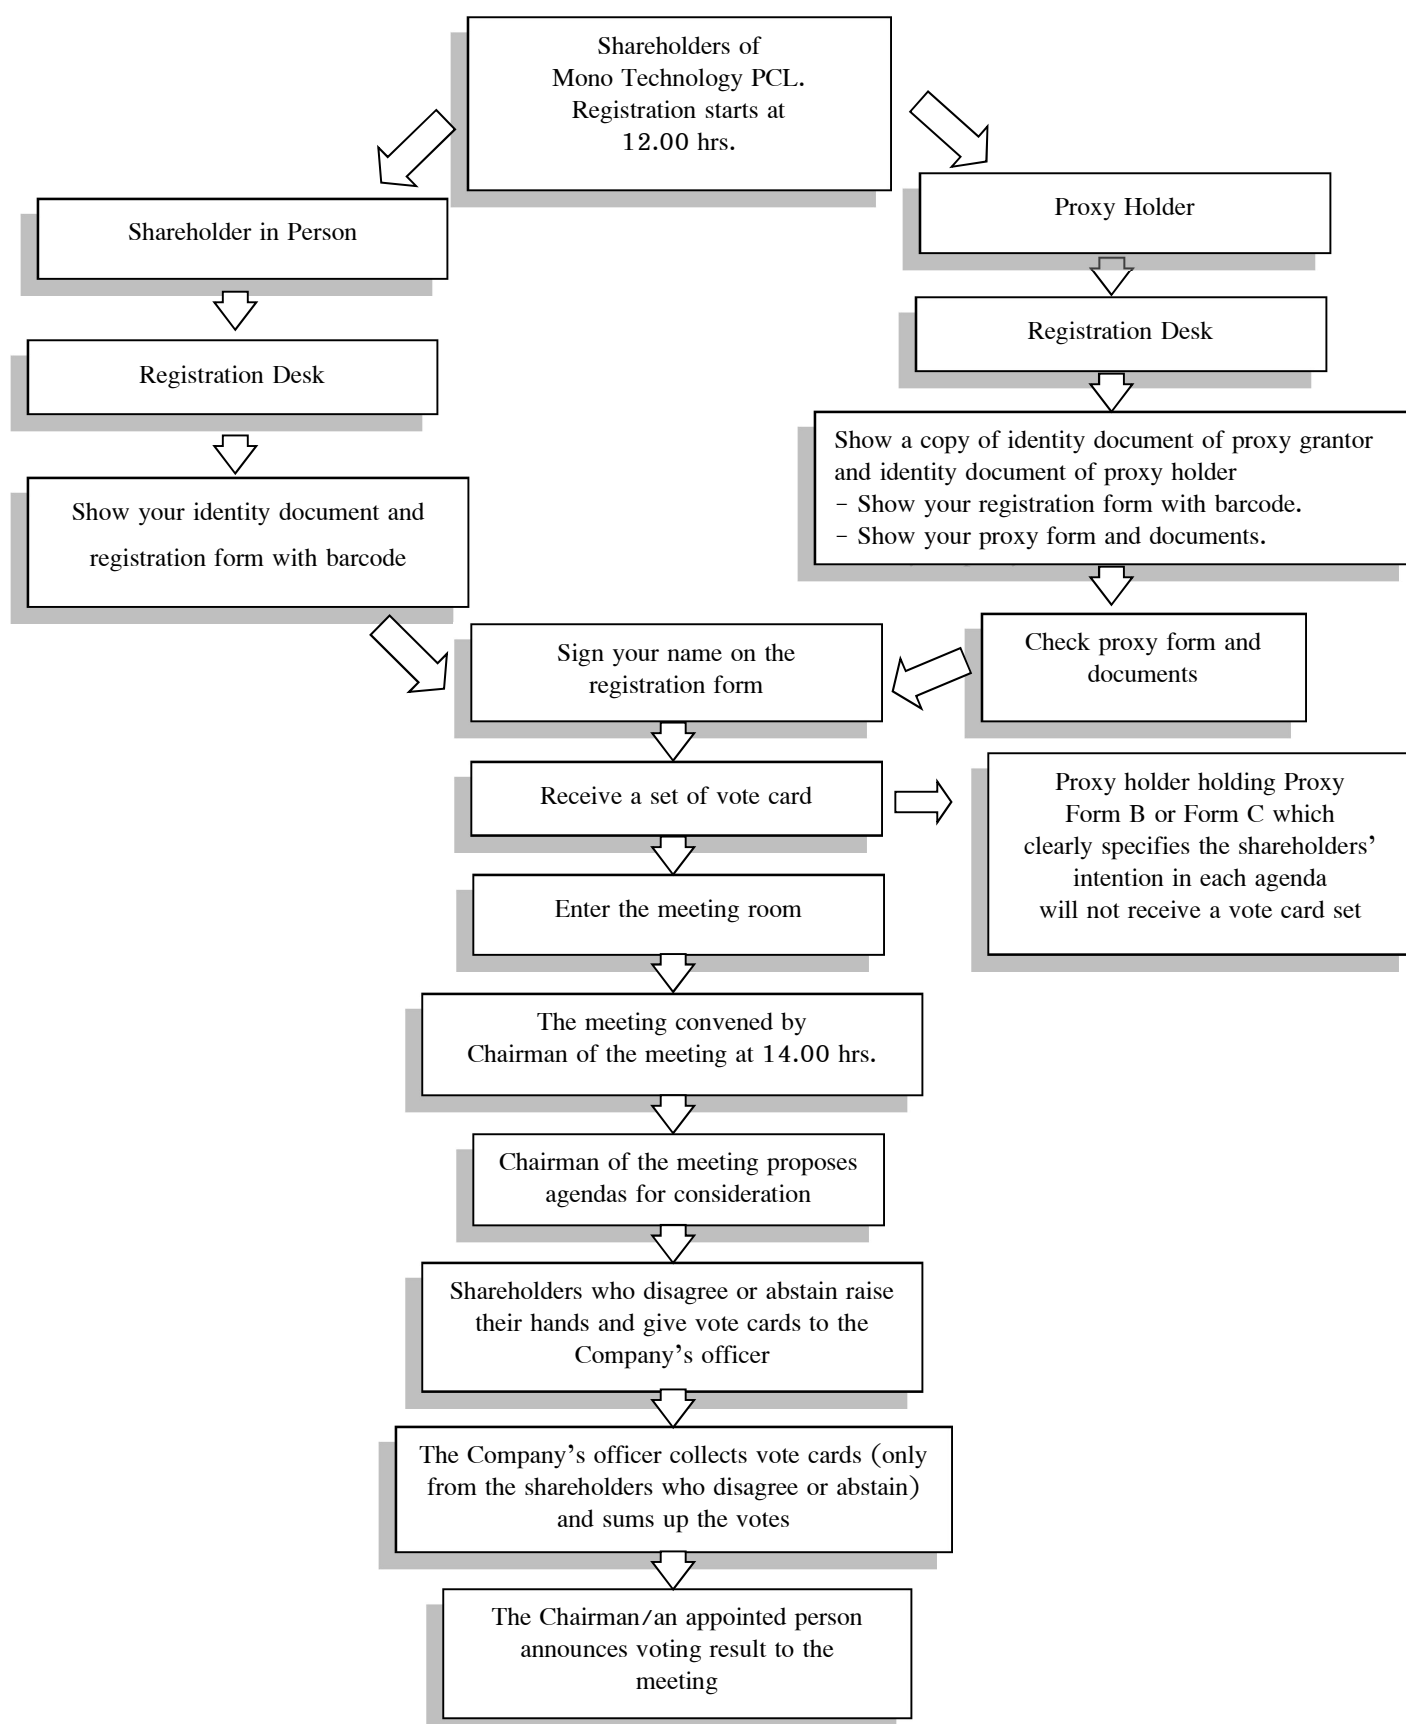 Shareholders of
Mono Technology PCL.
Registration starts at
12.00 hrs.
Shareholder in Person
Proxy Holder
Registration Desk
Registration Desk
Show your identity document and
registration form with barcode
Show a copy of identity document of proxy grantor
and identity document of proxy holder
- Show your registration form with barcode.
- Show your proxy form and documents.
Check proxy form and
documents
Sign your name on the
registration form
Receive a set of vote card
Proxy holder holding Proxy
Form B or Form C which
clearly specifies the shareholders’
intention in each agenda
will not receive a vote card set
Enter the meeting room
The meeting convened by
Chairman of the meeting at 14.00 hrs.
Chairman of the meeting proposes
agendas for consideration
Shareholders who disagree or abstain raise
their hands and give vote cards to the
Company’s officer
The Company’s officer collects vote cards (only
from the shareholders who disagree or abstain)
and sums up the votes
The Chairman/an appointed person
announces voting result to the
meeting